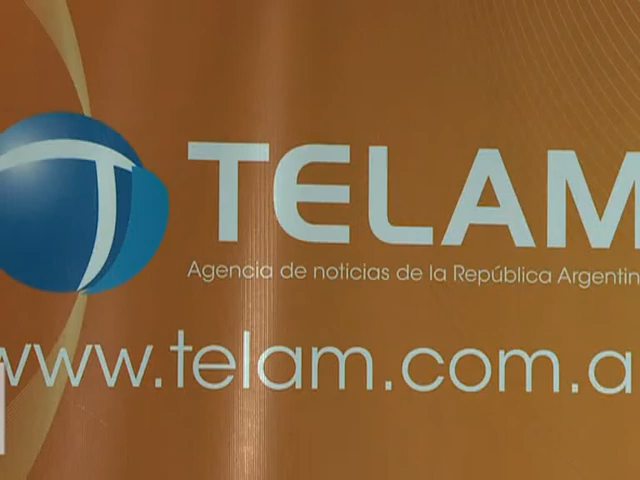 TELAM
Agencia de noticias de la República Argentin
www.telam.com.a